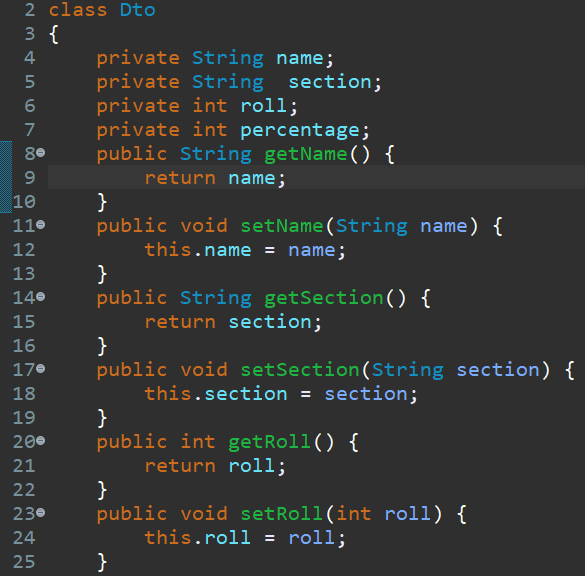 2 class Dto
3 {
4     private String name;
5     private String  section;
6     private int roll;
7     private int percentage;
8     public String getName() {
9         return name;
10     }
11     public void setName(String name) {
12         this.name = name;
13     }
14     public String getSection() {
15         return section;
16     }
17     public void setSection(String section) {
18         this.section = section;
19     }
20     public int getRoll() {
21         return roll;
22     }
23     public void setRoll(int roll) {
24         this.roll = roll;
25     }